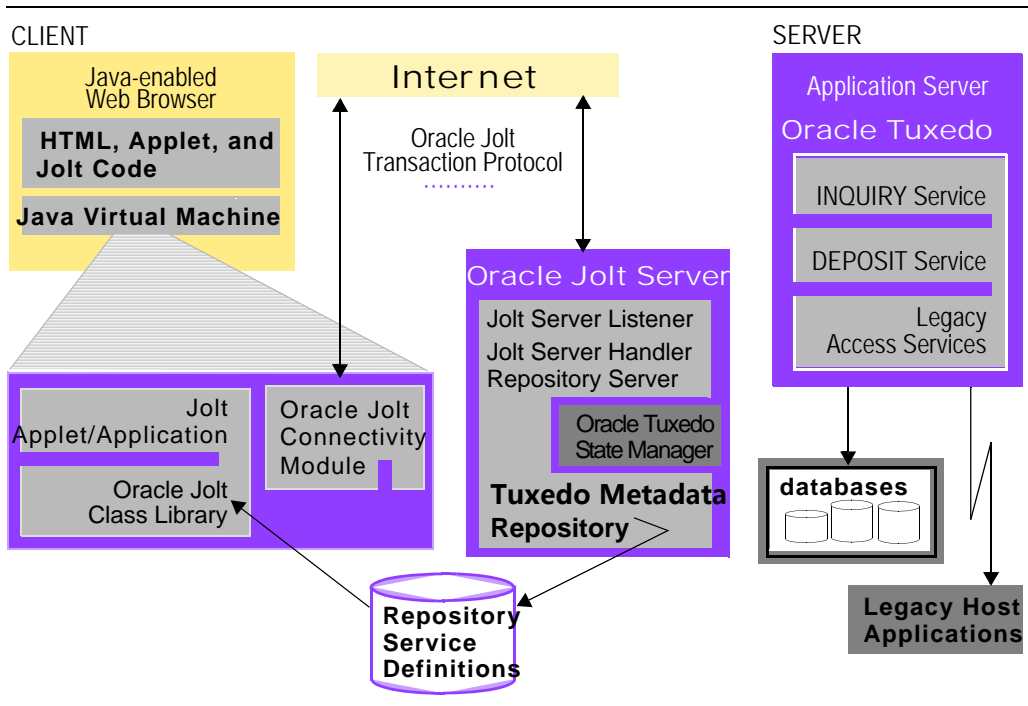 CLIENT
Java-enabled
Web Browser
HTML, Applet, and
Jolt Code
Java Virtual Machine
Internet
Oracle Jolt
Transaction Protocol
..........
SERVER
Application Server
Oracle Tuxedo
INQUIRY Service
DEPOSIT Service
Legacy
Access Services
Oracle Jolt Server
Jolt Server Listener
Jolt Server Handler
Repository Server
Oracle Tuxedo
State Manager
Tuxedo Metadata
Repository
Jolt
Applet/Application
Oracle Jolt
Class Library
Oracle Jolt
Connectivity
Module
databases
Repository
Service
Definitions
Legacy Host
Applications